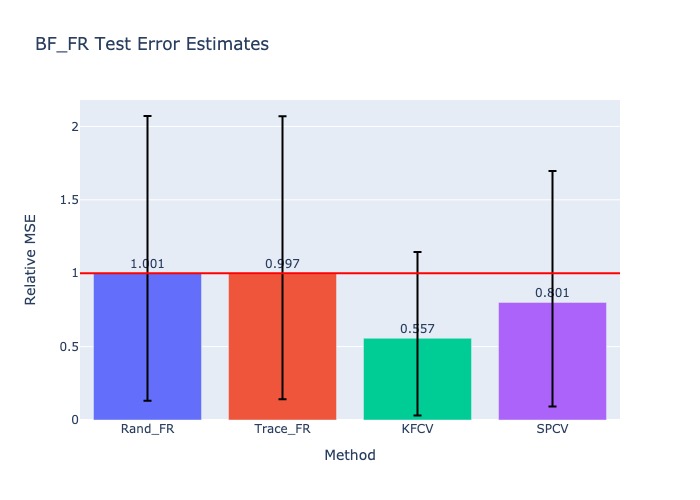 BF_FR Test Error Estimates
Relative MSE
2
1.5
1
0.5
0
1.001
0.997
0.557
0.801
Rand_FR
Trace_FR
KFCV
SPCV
Method